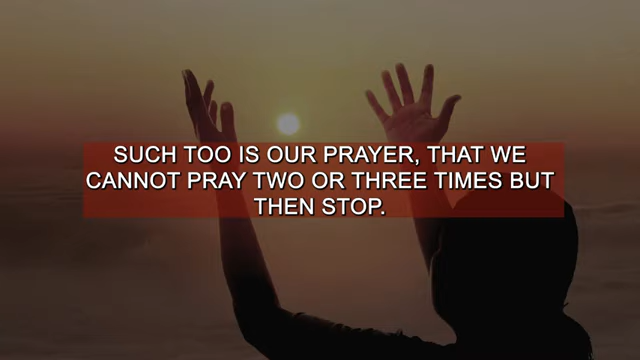 SUCH TOO IS OUR PRAYER, THAT WE
CANNOT PRAY TWO OR THREE TIMES BUT
THEN STOP.